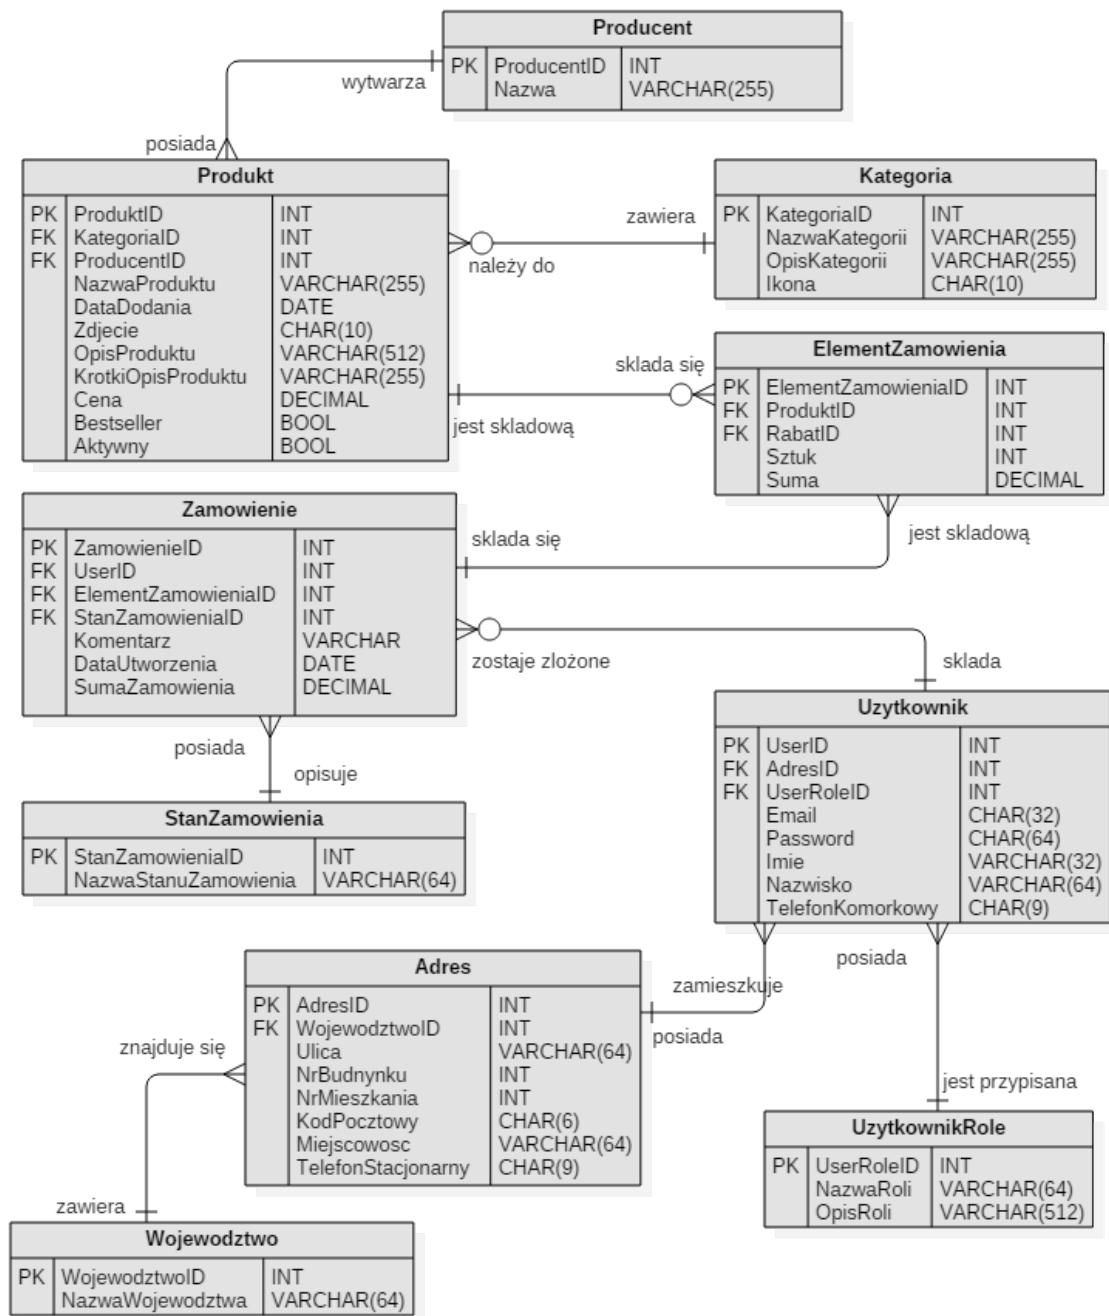 Producent
PK ProducentID INT
Nazwa VARCHAR(255)
wytwarza
posiada
Produkt
PK ProduktID INT
FK KategoriaID INT
FK ProducentID INT
NazwaProduktu VARCHAR(255)
DataDodania DATE
Zdjecie CHAR(10)
OpisProduktu VARCHAR(512)
KrotkiOpisProduktu VARCHAR(255)
Cena DECIMAL
Bestseller BOOL
Aktywny BOOL
zawiera
należy do
Kategoria
PK KategoriaID INT
NazwaKategorii VARCHAR(255)
OpisKategorii VARCHAR(255)
Ikona CHAR(10)
sklada się
jest skladową
ElementZamowienia
PK ElementZamowieniaID INT
FK ProduktID INT
FK RabatID INT
Sztuk INT
Suma DECIMAL
jest skladową
sklada się
Zamowienie
PK ZamowienieID INT
FK UserID INT
FK ElementZamowieniaID INT
FK StanZamowieniaID INT
Komentarz VARCHAR
DataUtworzenia DATE
SumaZamowienia DECIMAL
zostaje zlożone
sklada
posiada
opisuje
StanZamowienia
PK StanZamowieniaID INT
NazwaStanuZamowienia VARCHAR(64)
Uzytkownik
PK UserID INT
FK AdresID INT
FK UserRoleID INT
Email CHAR(32)
Password CHAR(64)
Imie VARCHAR(32)
Nazwisko VARCHAR(64)
TelefonKomorkowy CHAR(9)
zamieszkuje
posiada
posiada
jest przypisana
Adres
PK AdresID INT
FK WojewodztwoID INT
Ulica VARCHAR(64)
NrBudnynku INT
NrMieszkania INT
KodPocztowy CHAR(6)
Miejscowosc VARCHAR(64)
TelefonStacjonarny CHAR(9)
znajduje się
zawiera
UzytkownikRole
PK UserRoleID INT
NazwaRoli VARCHAR(64)
OpisRoli VARCHAR(512)
Wojewodztwo
PK WojewodztwoID INT
NazwaWojewodztwa VARCHAR(64)